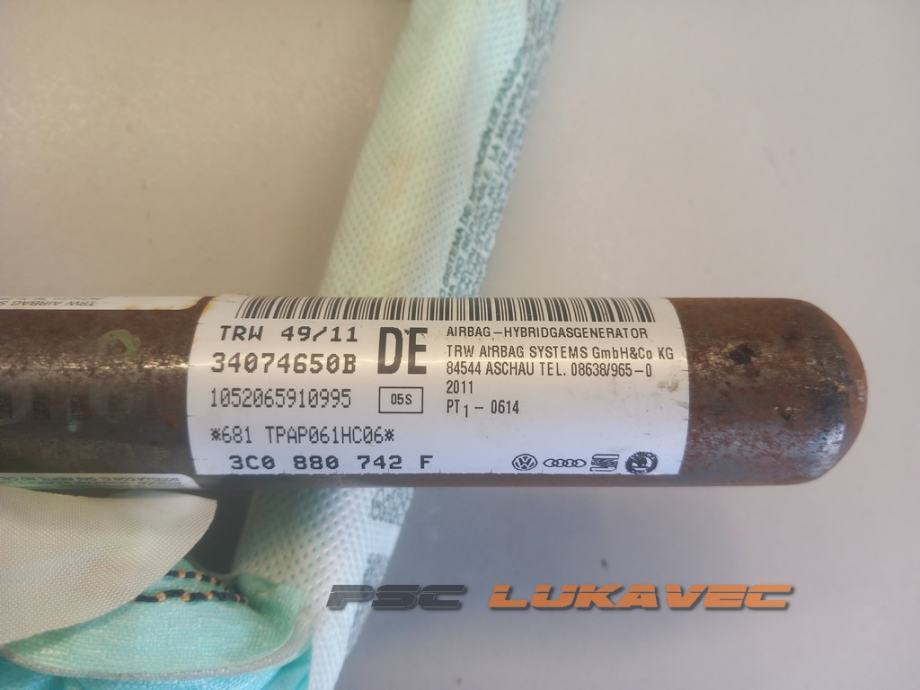 TRW 49/11
34074650B
DE
1052065910995
05S
*681 TPAP061HC06*
3C0 880 742 F
AIRBAG-HYBRIDGASGENERATOR
TRW AIRBAG SYSTEMS GmbH&Co KG
84544 ASCHAU TEL. 08638/965-0
2011
PT1 - 0614
PSC LUKAVEC